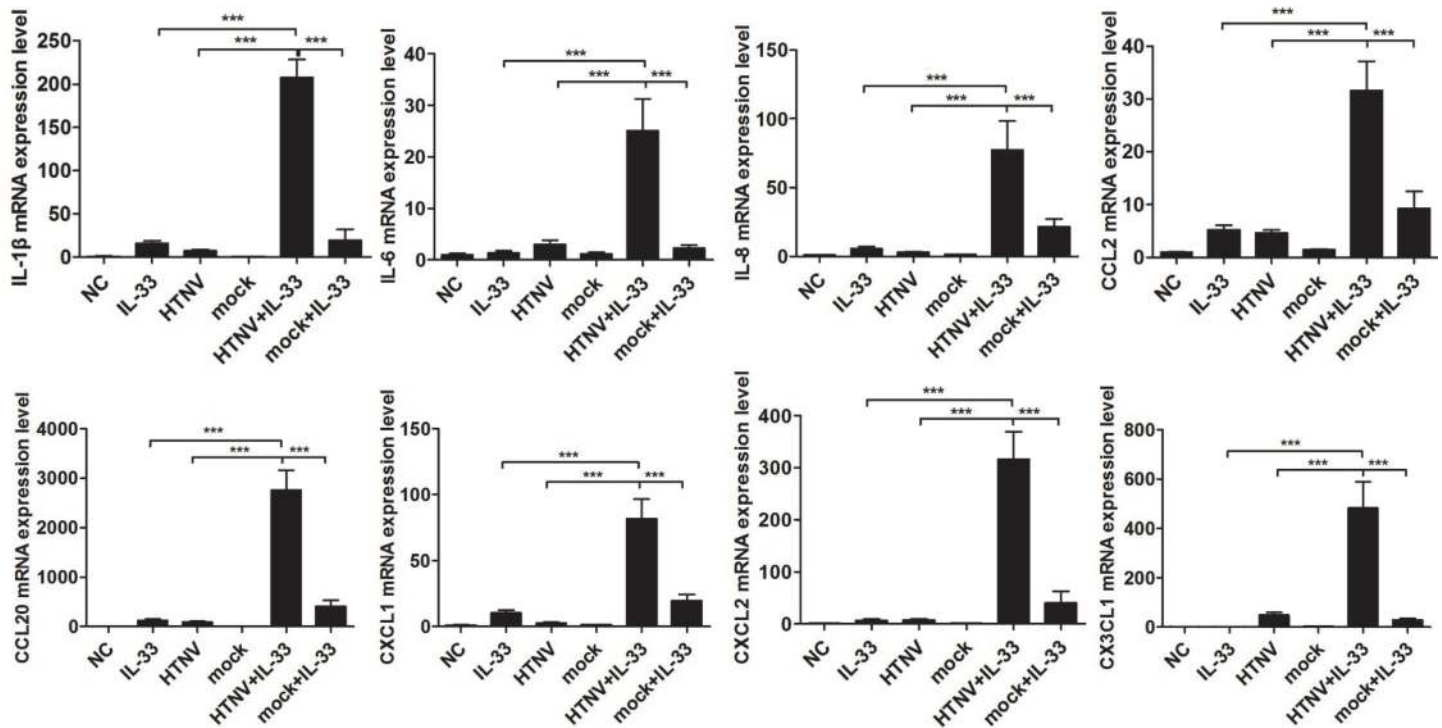 IL-1β mRNA expression level
250
200
150
100
50
0
***
*** ***
NC
IL-33
HTNV
mock
HTNV+IL-33
mock+IL-33
IL-6 mRNA expression level
40
30
20
10
0
***
*** ***
NC
IL-33
HTNV
mock
HTNV+IL-33
mock+IL-33
IL-8 mRNA expression level
150
100
50
0
***
*** ***
NC
IL-33
HTNV
mock
HTNV+IL-33
mock+IL-33
CCL2 mRNA expression level
40
30
20
10
0
***
*** ***
NC
IL-33
HTNV
mock
HTNV+IL-33
mock+IL-33
CCL20 mRNA expression level
4000
3000
2000
1000
0
***
*** ***
NC
IL-33
HTNV
mock
HTNV+IL-33
mock+IL-33
CXCL1 mRNA expression level
150
100
50
0
***
*** ***
NC
IL-33
HTNV
mock
HTNV+IL-33
mock+IL-33
CXCL2 mRNA expression level
400
300
200
100
0
***
*** ***
NC
IL-33
HTNV
mock
HTNV+IL-33
mock+IL-33
CX3CL1 mRNA expression level
800
600
400
200
0
***
*** ***
NC
IL-33
HTNV
mock
HTNV+IL-33
mock+IL-33